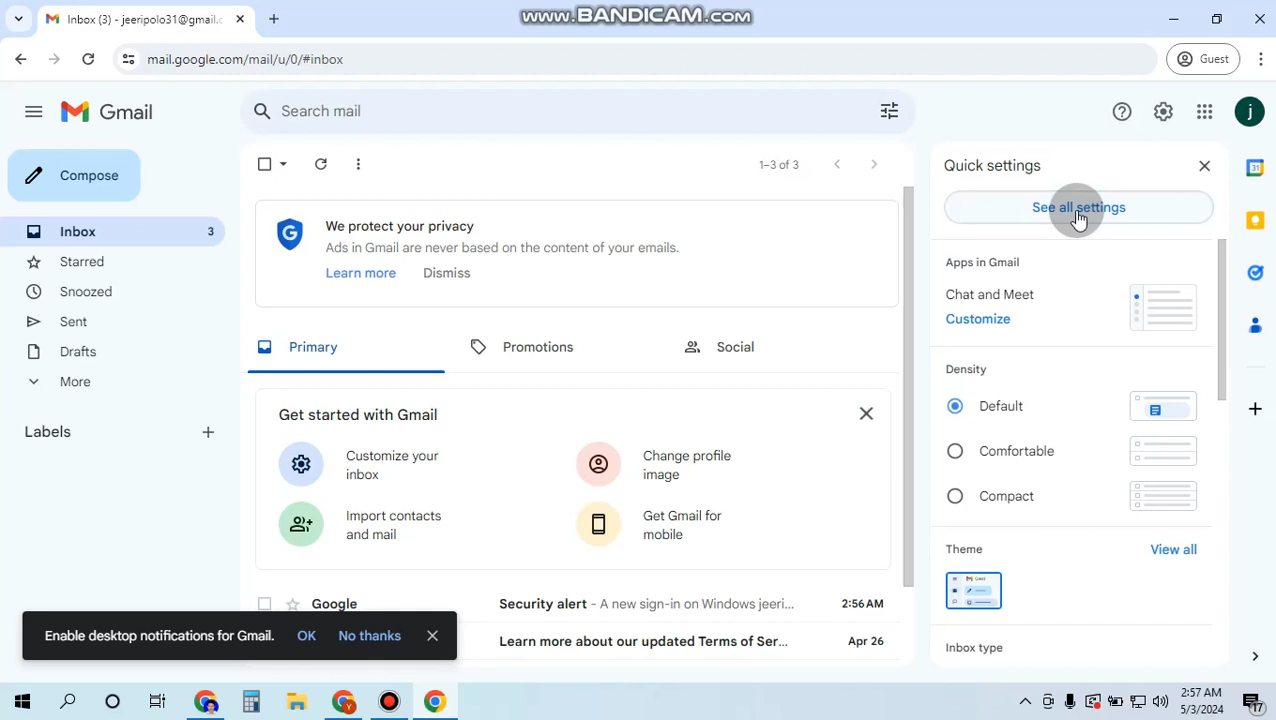 www.BANDICAM.com
Inbox (3) - jeeripolo31@gmail.c
mail.google.com/mail/u/0/#inbox
Guest
Gmail
Search mail
j
Compose
1–3 of 3
Quick settings
31
We protect your privacy
Ads in Gmail are never based on the content of your emails.
Learn more Dismiss
See all settings
Inbox 3
Starred
Snoozed
Sent
Drafts
More
Labels
Apps in Gmail
Chat and Meet
Customize
Primary
Promotions
Social
Density
Default
Comfortable
Compact
Get started with Gmail
Customize your
inbox
Change profile
image
Import contacts
and mail
Get Gmail for
mobile
Theme View all
Gmail
Inbox type
Google Security alert - A new sign-in on Windows jeeri... 2:56 AM
Learn more about our updated Terms of Ser... Apr 26
Enable desktop notifications for Gmail. OK No thanks
2:57 AM
5/3/2024
17